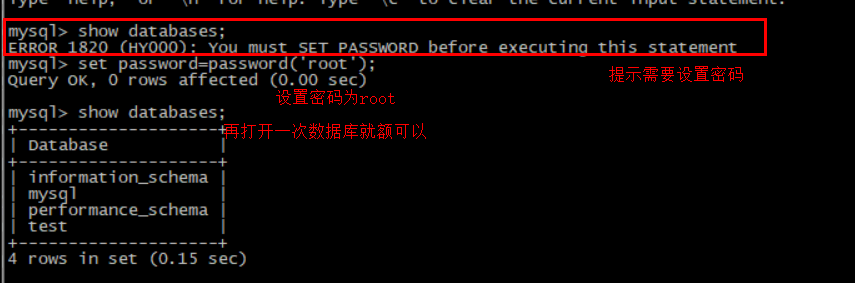 Type 'help;' or '\h' for help. Type '\c' to clear the current input statement.
mysql> show databases;
ERROR 1820 (HY000): You must SET PASSWORD before executing this statement
mysql> set password=password('root');
提示需要设置密码
Query OK, 0 rows affected (0.00 sec)
设置密码为root
mysql> show databases;
+--------------------+
再打开一次数据库就额可以
| Database |
+--------------------+
| information_schema |
| mysql |
| performance_schema |
| test |
+--------------------+
4 rows in set (0.15 sec)